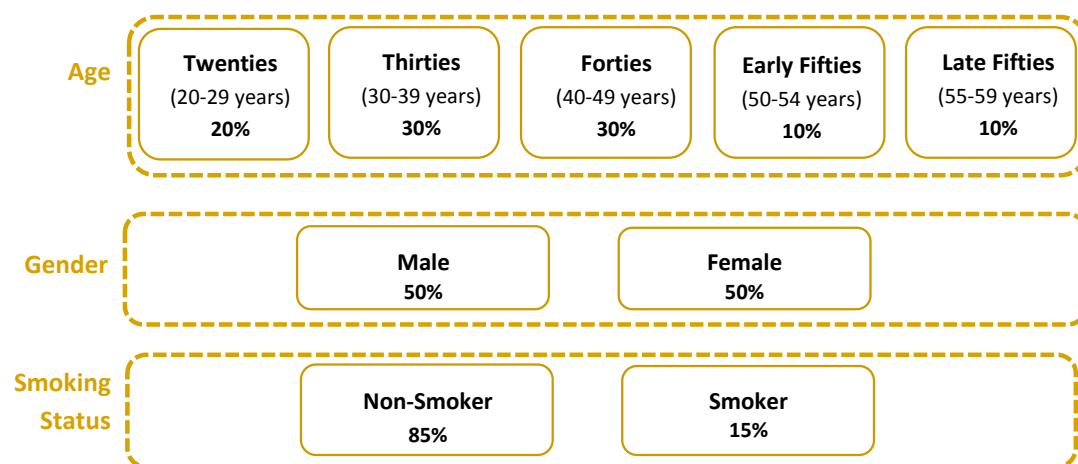 Age
Twenties
(20-29 years)
20%
Thirties
(30-39 years)
30%
Forties
(40-49 years)
30%
Early Fifties
(50-54 years)
10%
Late Fifties
(55-59 years)
10%
Gender
Male
50%
Female
50%
Smoking
Status
Non-Smoker
85%
Smoker
15%